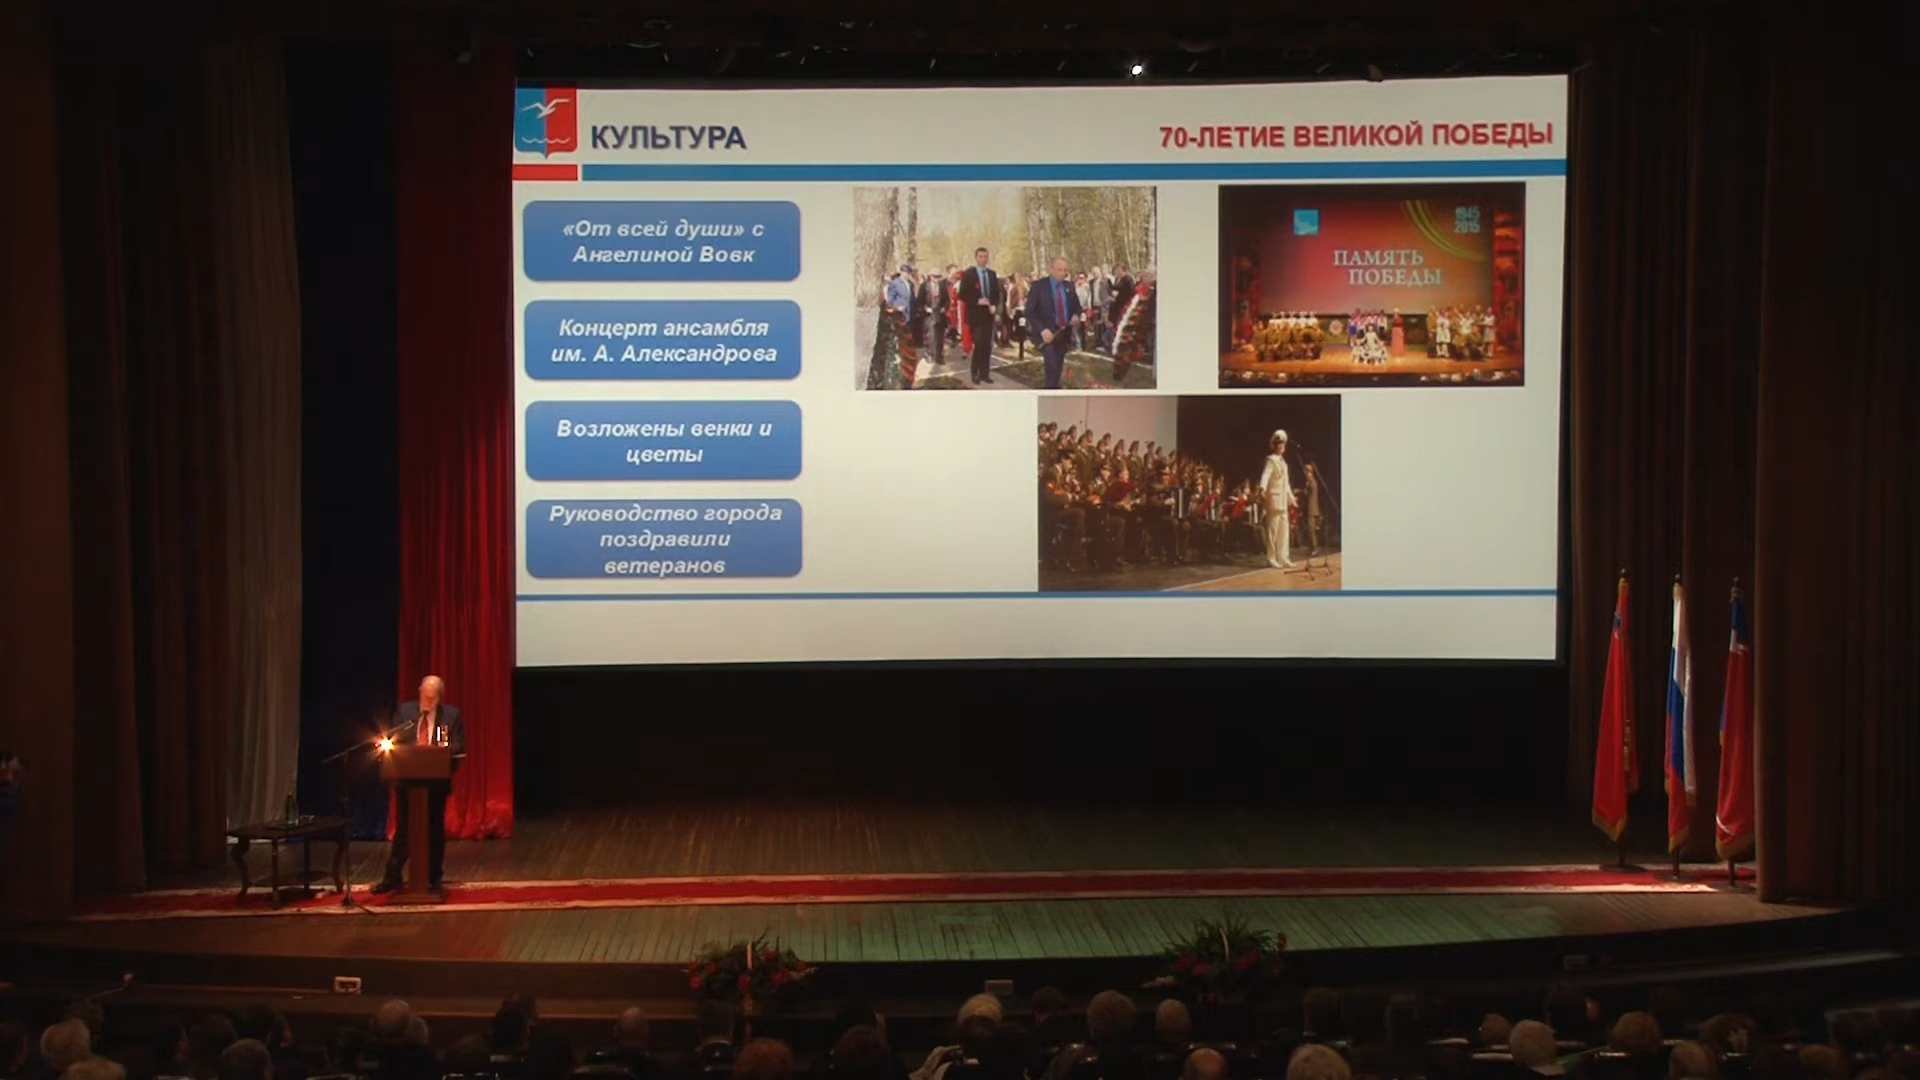 КУЛЬТУРА
70-ЛЕТИЕ ВЕЛИКОЙ ПОБЕДЫ
«От всей души» с
Ангелиной Вовк
Концерт ансамбля
им. А. Александрова
Возложены венки и
цветы
Руководство города
поздравили
ветеранов
1945
2015
ПАМЯТЬ
ПОБЕДЫ